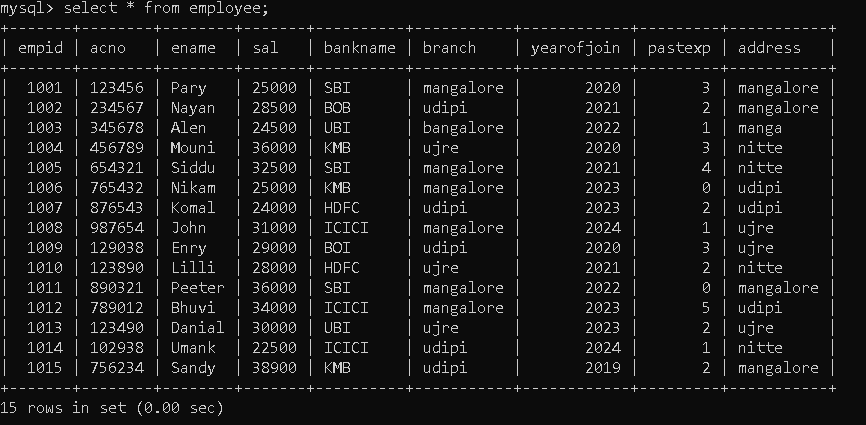 mysql> select * from employee;
+-------+--------+--------+-------+----------+-----------+------------+---------+-----------+
| empid | acno   | ename  | sal   | bankname | branch    | yearofjoin | pastexp | address   |
+-------+--------+--------+-------+----------+-----------+------------+---------+-----------+
|  1001 | 123456 | Pary   | 25000 | SBI      | mangalore |       2020 |       3 | mangalore |
|  1002 | 234567 | Nayan  | 28500 | BOB      | udipi     |       2021 |       2 | mangalore |
|  1003 | 345678 | Alen   | 24500 | UBI      | bangalore |       2022 |       1 | manga     |
|  1004 | 456789 | Mouni  | 36000 | KMB      | ujre      |       2020 |       3 | nitte     |
|  1005 | 654321 | Siddu  | 32500 | SBI      | mangalore |       2021 |       4 | nitte     |
|  1006 | 765432 | Nikam  | 25000 | KMB      | mangalore |       2023 |       0 | udipi     |
|  1007 | 876543 | Komal  | 24000 | HDFC     | udipi     |       2023 |       2 | udipi     |
|  1008 | 987654 | John   | 31000 | ICICI    | mangalore |       2024 |       1 | ujre      |
|  1009 | 129038 | Enry   | 29000 | BOI      | udipi     |       2020 |       3 | ujre      |
|  1010 | 123890 | Lilli  | 28000 | HDFC     | ujre      |       2021 |       2 | nitte     |
|  1011 | 890321 | Peeter | 36000 | SBI      | mangalore |       2022 |       0 | mangalore |
|  1012 | 789012 | Bhuvi  | 34000 | ICICI    | mangalore |       2023 |       5 | udipi     |
|  1013 | 123490 | Danial | 30000 | UBI      | ujre      |       2023 |       2 | ujre      |
|  1014 | 102938 | Umank  | 22500 | ICICI    | udipi     |       2024 |       1 | nitte     |
|  1015 | 756234 | Sandy  | 38900 | KMB      | udipi     |       2019 |       2 | mangalore |
+-------+--------+--------+-------+----------+-----------+------------+---------+-----------+
15 rows in set (0.00 sec)